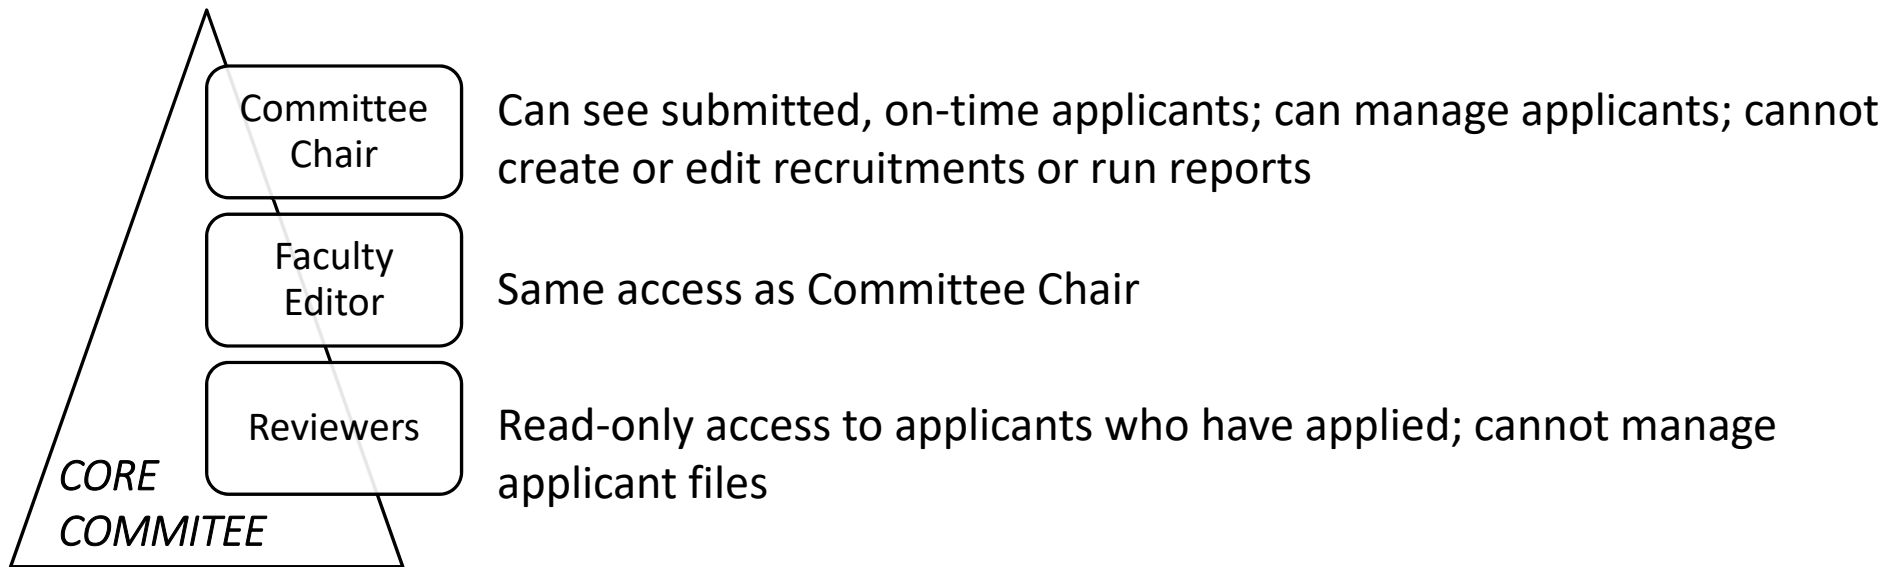 Committee
Chair
Can see submitted, on-time applicants; can manage applicants; cannot
create or edit recruitments or run reports
Faculty
Editor
Same access as Committee Chair
Reviewers
Read-only access to applicants who have applied; cannot manage
applicant files
CORE
COMMITEE